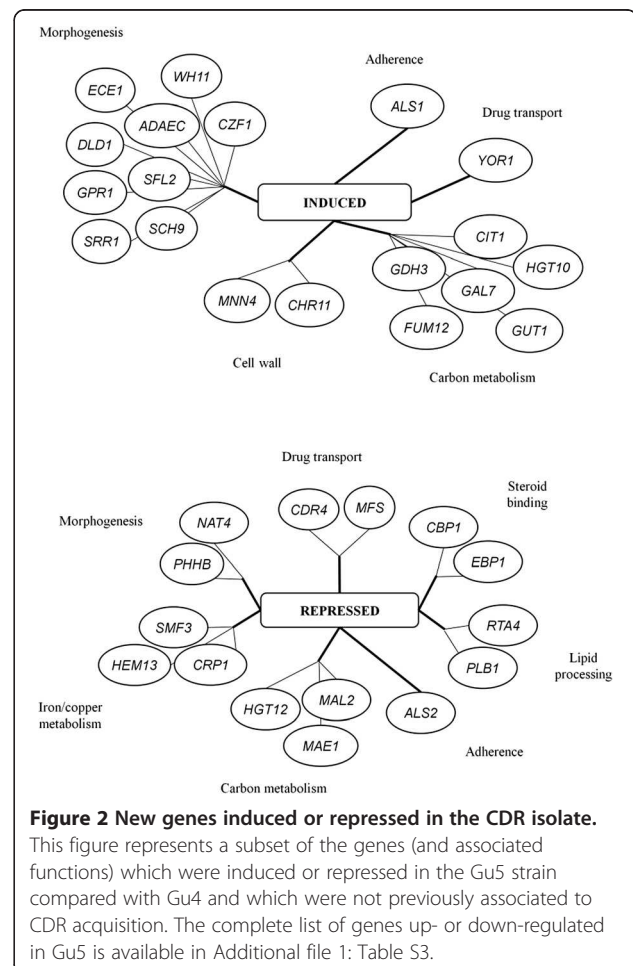 Morphogenesis
WH11
ECE1
ADAEC
CZF1
DLD1
SFL2
GPR1
SCH9
SRR1
Adherence
ALS1
Drug transport
YOR1
INDUCED
CIT1
GDH3
HGT10
GAL7
FUM12
GUT1
MNN4
CHR11
Cell wall
Carbon metabolism
Drug transport
CDR4
MFS
Steroid
binding
CBP1
EBP1
Morphogenesis
NAT4
PHHB
REPRESSED
SMF3
HEM13
CRP1
RTA4
PLB1
Lipid
processing
Iron/copper
metabolism
HGT12
MAL2
MAE1
ALS2
Adherence
Carbon metabolism
Figure 2 New genes induced or repressed in the CDR isolate.
This figure represents a subset of the genes (and associated
functions) which were induced or repressed in the Gu5 strain
compared with Gu4 and which were not previously associated to
CDR acquisition. The complete list of genes up- or down-regulated
in Gu5 is available in Additional file 1: Table S3.